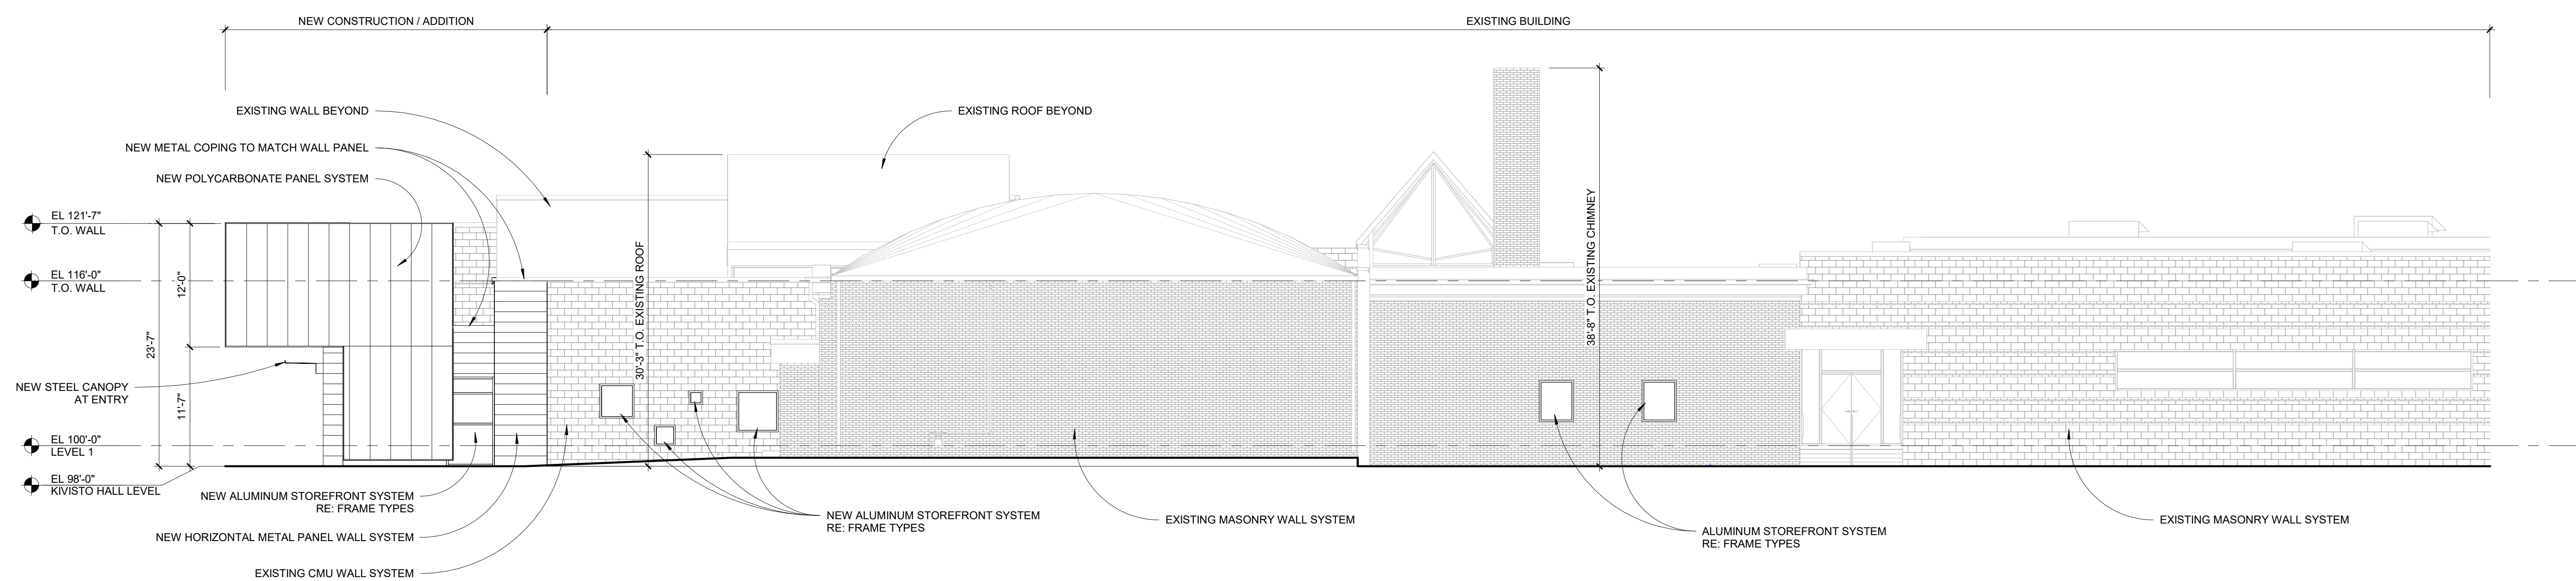 NEW CONSTRUCTION / ADDITION
EXISTING BUILDING
EXISTING WALL BEYOND
EXISTING ROOF BEYOND
NEW METAL COPING TO MATCH WALL PANEL
NEW POLYCARBONATE PANEL SYSTEM
EL 121'-7"
T.O. WALL
EL 116'-0"
T.O. WALL
12'-0"
23'-7"
11'-7"
30'-3" T.O. EXISTING ROOF
38'-8" T.O. EXISTING CHIMNEY
NEW STEEL CANOPY
AT ENTRY
EL 100'-0"
LEVEL 1
EL 98'-0"
KIVISTO HALL LEVEL
NEW ALUMINUM STOREFRONT SYSTEM
RE: FRAME TYPES
NEW HORIZONTAL METAL PANEL WALL SYSTEM
EXISTING CMU WALL SYSTEM
NEW ALUMINUM STOREFRONT SYSTEM
RE: FRAME TYPES
EXISTING MASONRY WALL SYSTEM
ALUMINUM STOREFRONT SYSTEM
RE: FRAME TYPES
EXISTING MASONRY WALL SYSTEM